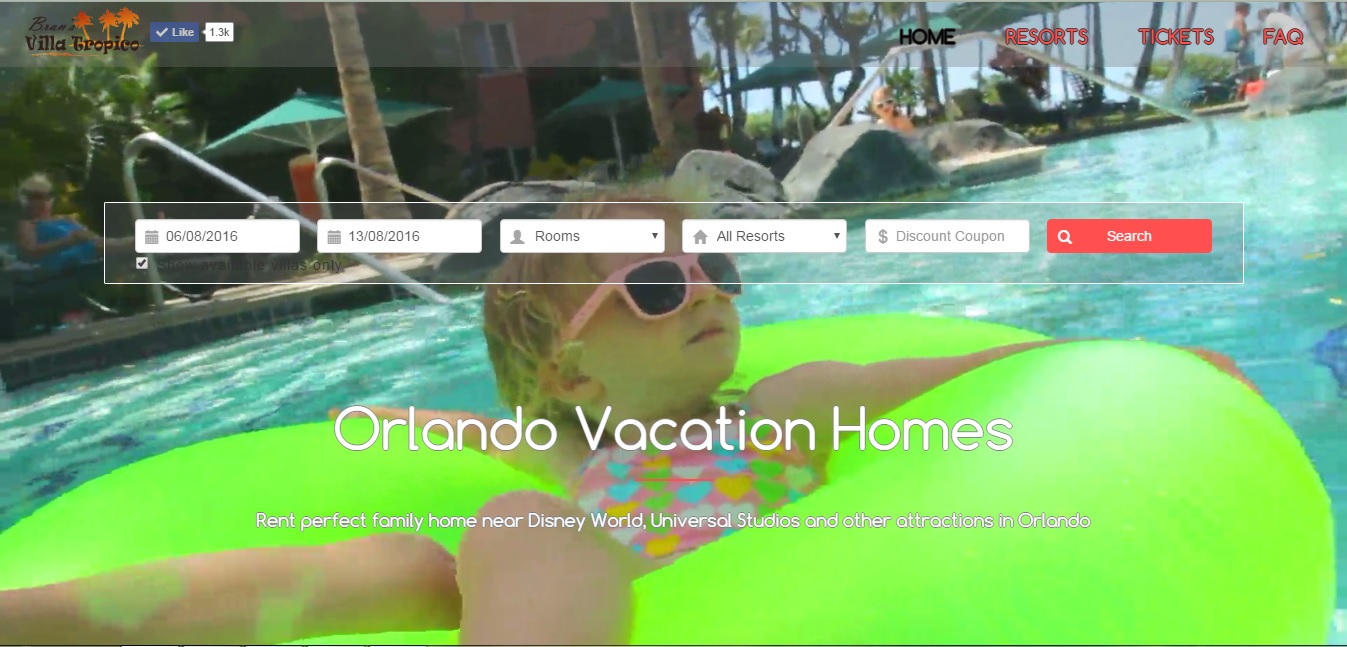 Bran's
Villa Tropico
Like 1.3k
HOME RESORTS TICKETS FAQ
06/08/2016 13/08/2016 Rooms All Resorts $ Discount Coupon Search
Show available villas only
Orlando Vacation Homes
Rent perfect family home near Disney World, Universal Studios and other attractions in Orlando